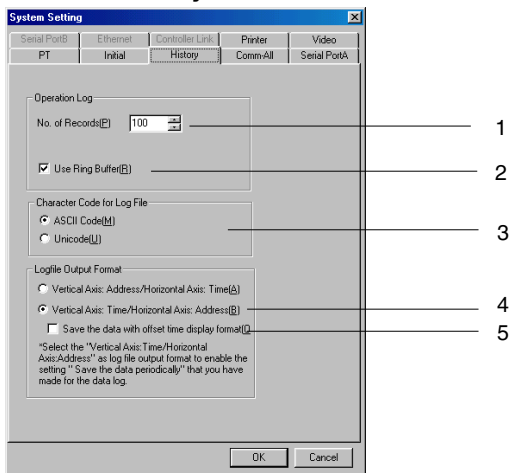 System Setting
Serial PortB Ethernet Controller Link Printer Video
PT Initial History Comm-All Serial PortA
Operation Log
No. of Records(P) 100 1
Use Ring Buffer(R) 2
Character Code for Log File
ASCII Code(M)
Unicode(U) 3
Logfile Output Format
Vertical Axis: Address/Horizontal Axis: Time(A)
Vertical Axis: Time/Horizontal Axis: Address(B) 4
Save the data with offset time display format( 5
*Select the "Vertical Axis:Time/Horizontal
Axis:Address" as log file output format to enable the
setting " Save the data periodically" that you have
made for the data log.
OK Cancel